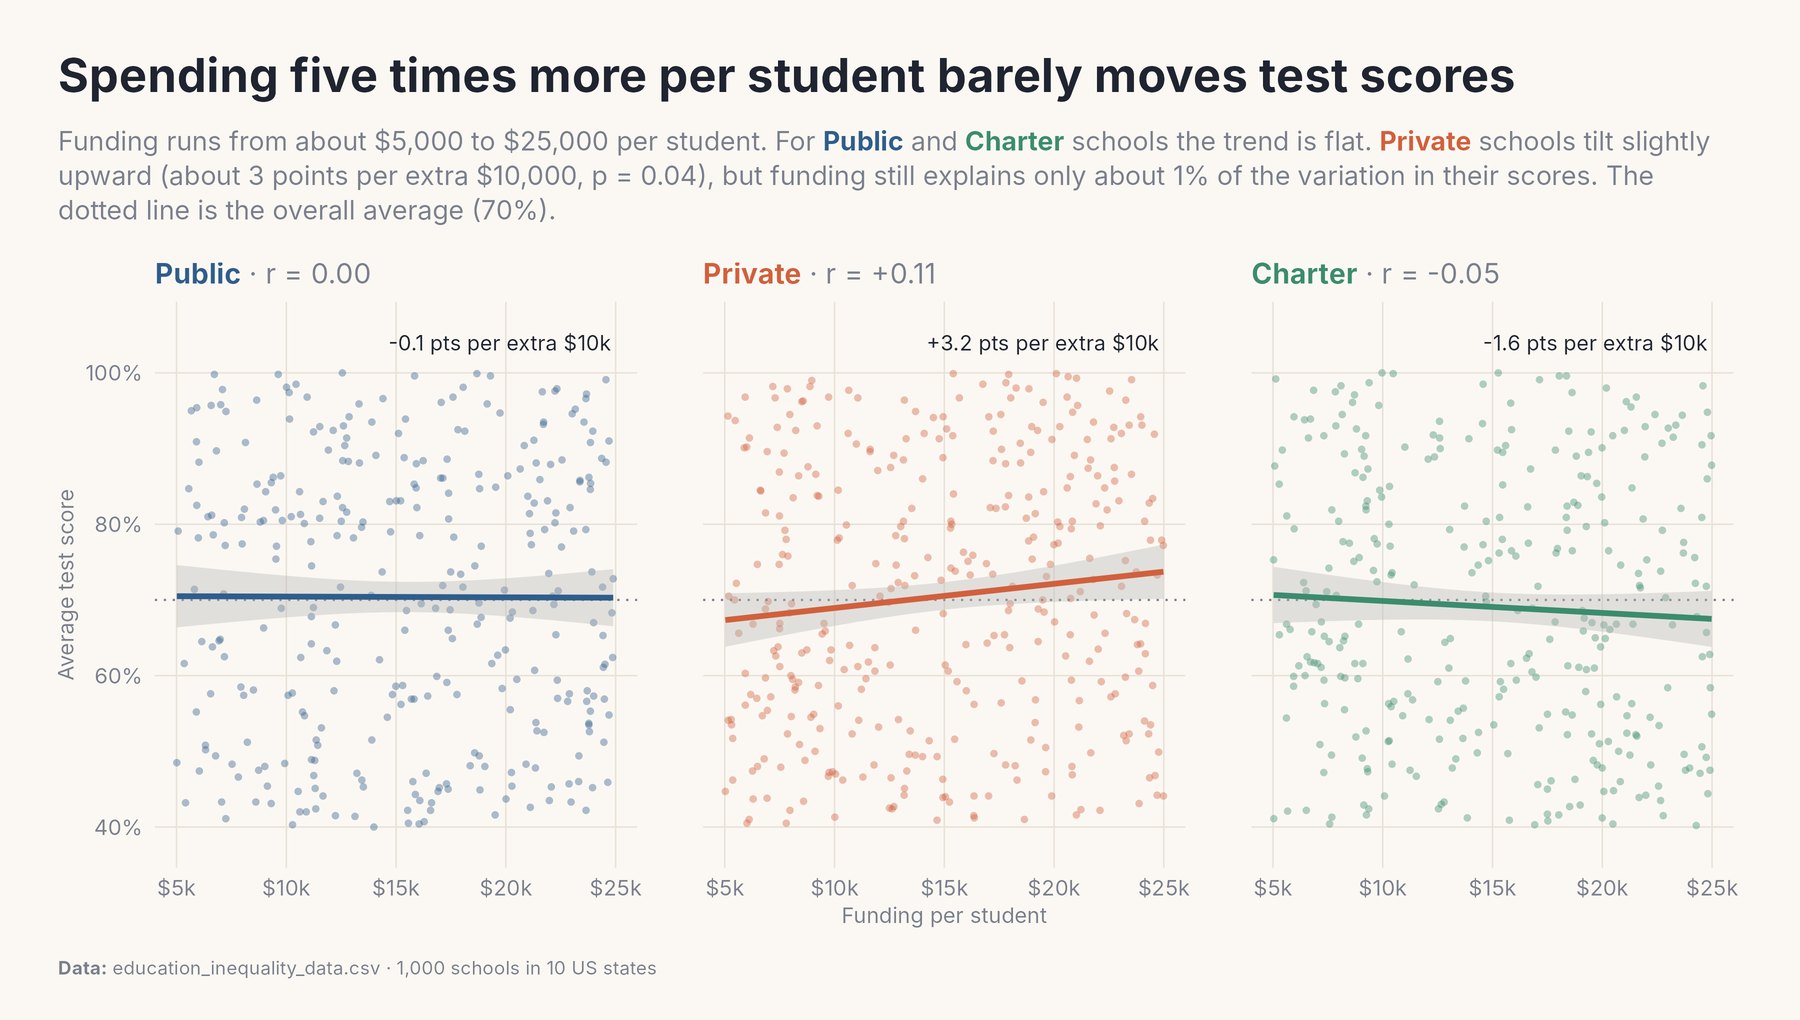 Spending five times more per student barely moves test scores
Funding runs from about $5,000 to $25,000 per student. For Public and Charter schools the trend is flat. Private schools tilt slightly
upward (about 3 points per extra $10,000, p = 0.04), but funding still explains only about 1% of the variation in their scores. The
dotted line is the overall average (70%).
Public · r = 0.00
Private · r = +0.11
Charter · r = -0.05
-0.1 pts per extra $10k
+3.2 pts per extra $10k
-1.6 pts per extra $10k
Average test score
100%
80%
60%
40%
$5k $10k $15k $20k $25k
$5k $10k $15k $20k $25k
$5k $10k $15k $20k $25k
Funding per student
Data: education_inequality_data.csv · 1,000 schools in 10 US states